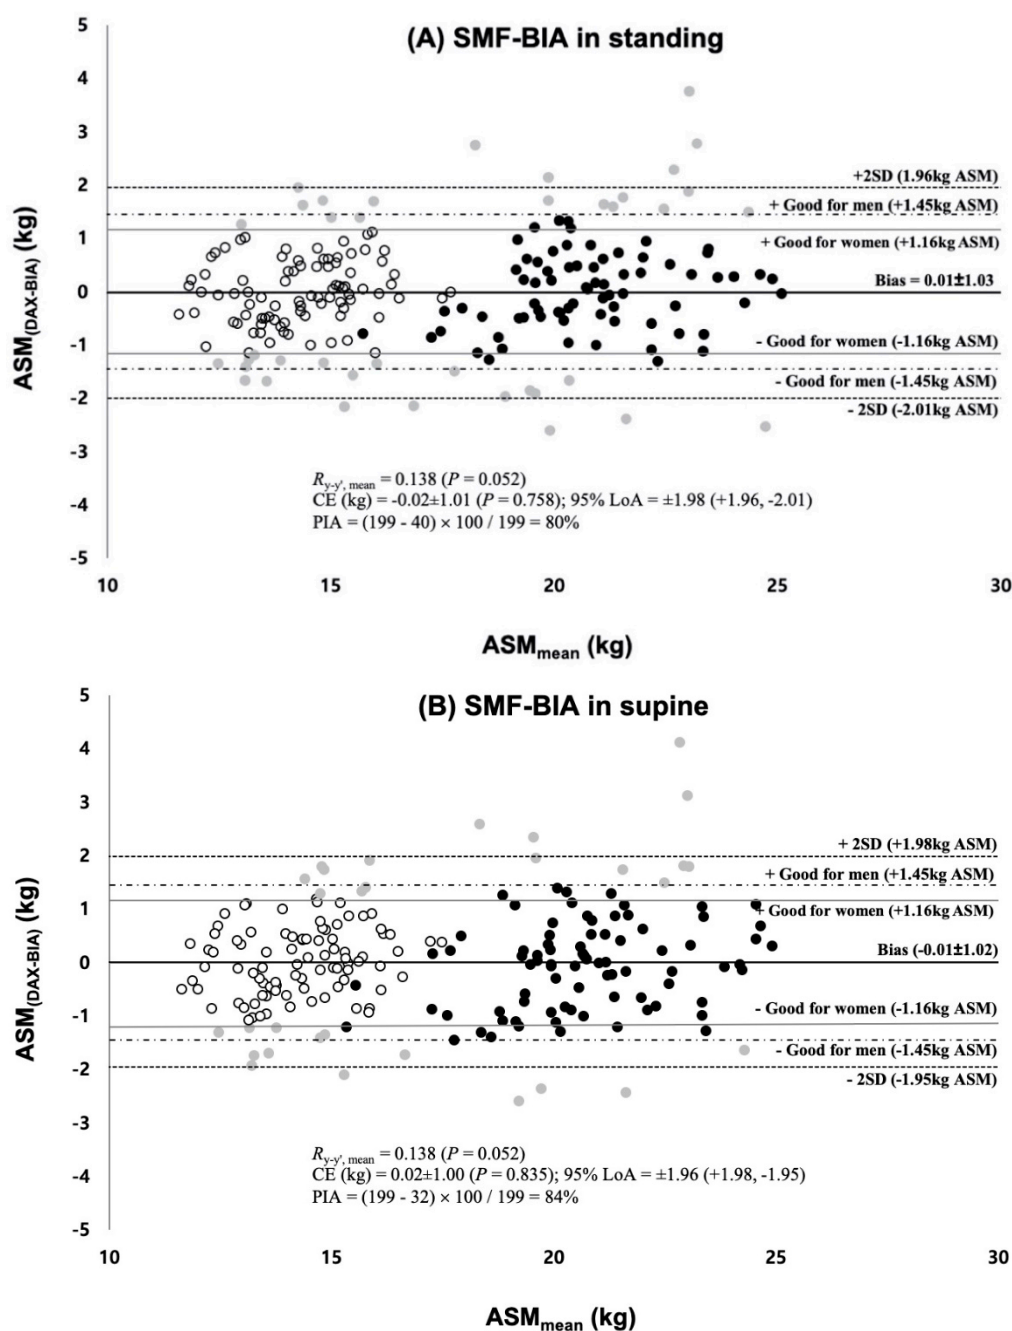 (A) SMF-BIA in standing
5
4
3
2
1
0
-1
-2
-3
-4
-5
ASM(DAX-BIA) (kg)
+2SD (1.96kg ASM)
+ Good for men (+1.45kg ASM)
+ Good for women (+1.16kg ASM)
Bias = 0.01±1.03
- Good for women (-1.16kg ASM)
- Good for men (-1.45kg ASM)
- 2SD (-2.01kg ASM)
Ry-y', mean = 0.138 (P = 0.052)
CE (kg) = -0.02±1.01 (P = 0.758); 95% LoA = ±1.98 (+1.96, -2.01)
PIA = (199 - 40) × 100 / 199 = 80%
10 15 20 25 30
ASMmean (kg)
(B) SMF-BIA in supine
5
4
3
2
1
0
-1
-2
-3
-4
-5
ASM(DAX-BIA) (kg)
+ 2SD (+1.98kg ASM)
+ Good for men (+1.45kg ASM)
+ Good for women (+1.16kg ASM)
Bias (-0.01±1.02)
- Good for women (-1.16kg ASM)
- Good for men (-1.45kg ASM)
- 2SD (-1.95kg ASM)
Ry-y', mean = 0.138 (P = 0.052)
CE (kg) = 0.02±1.00 (P = 0.835); 95% LoA = ±1.96 (+1.98, -1.95)
PIA = (199 - 32) × 100 / 199 = 84%
10 15 20 25 30
ASMmean (kg)